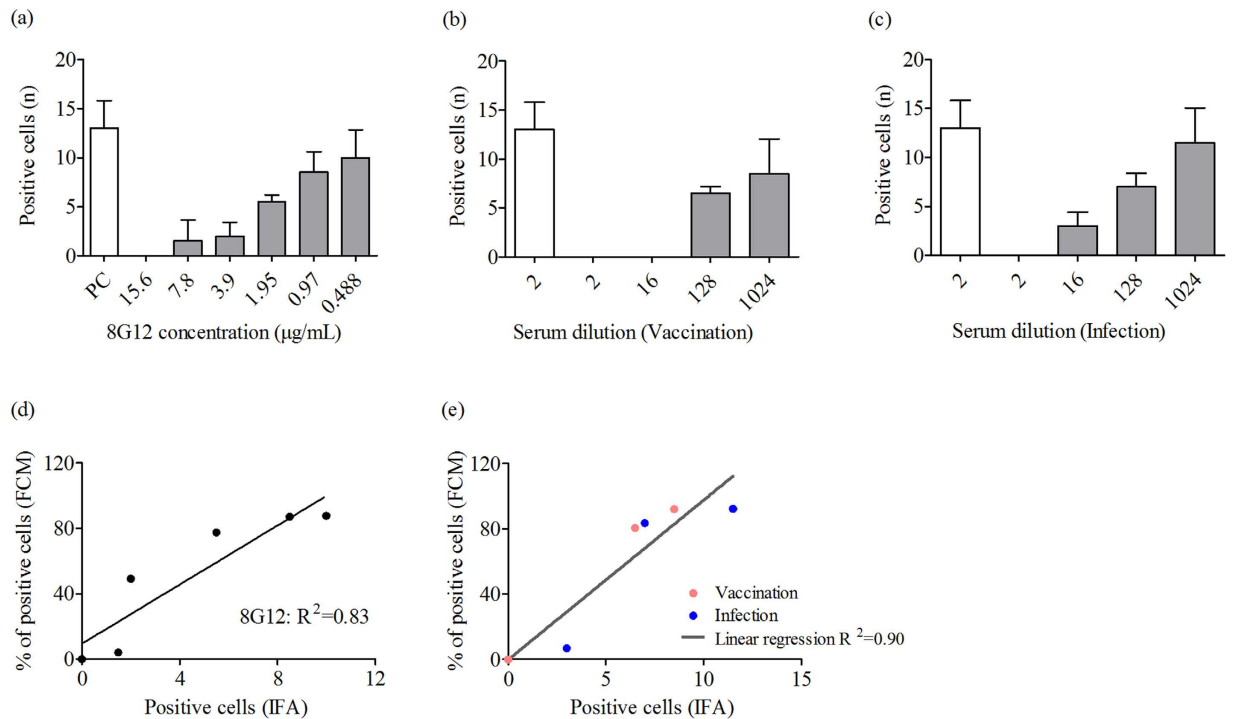 (a)
Positive cells (n)
20
15
10
5
0
PC
15.6
7.8
3.9
1.95
0.97
0.488
8G12 concentration (μg/mL)
(b)
Positive cells (n)
20
15
10
5
0
2
2
16
128
1024
Serum dilution (Vaccination)
(c)
Positive cells (n)
20
15
10
5
0
2
2
16
128
1024
Serum dilution (Infection)
(d)
% of positive cells (FCM)
120
80
40
0
8G12: R²=0.83
0
4
8
12
Positive cells (IFA)
(e)
% of positive cells (FCM)
120
80
40
0
Vaccination
Infection
Linear regression R ²=0.90
0
5
10
15
Positive cells (IFA)